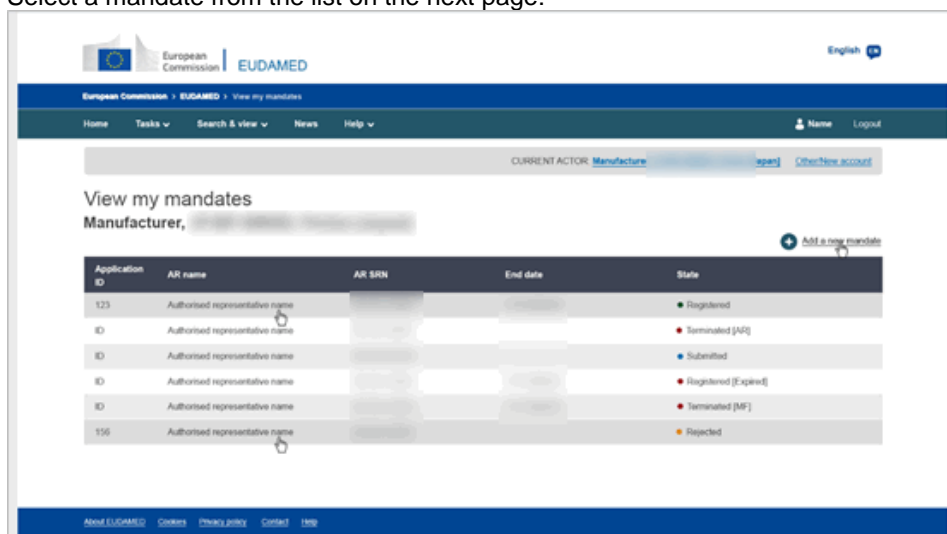 Select a mandate from the list on the next page.
European
Commission
EUDAMED
English EN
European Commission > EUDAMED > View my mandates
Home Tasks Search & view News Help Name Logout
CURRENT ACTOR: Manufacture apan] Other/New account
View my mandates
Manufacturer,
Add a new mandate
Application ID AR name AR SRN End date State
123 Authorised representative name Registered
ID Authorised representative name Terminated [AR]
ID Authorised representative name Submitted
ID Authorised representative name Registered [Expired]
ID Authorised representative name Terminated [MF]
156 Authorised representative name Rejected
About EUDAMED Cookies Privacy policy Contact Help